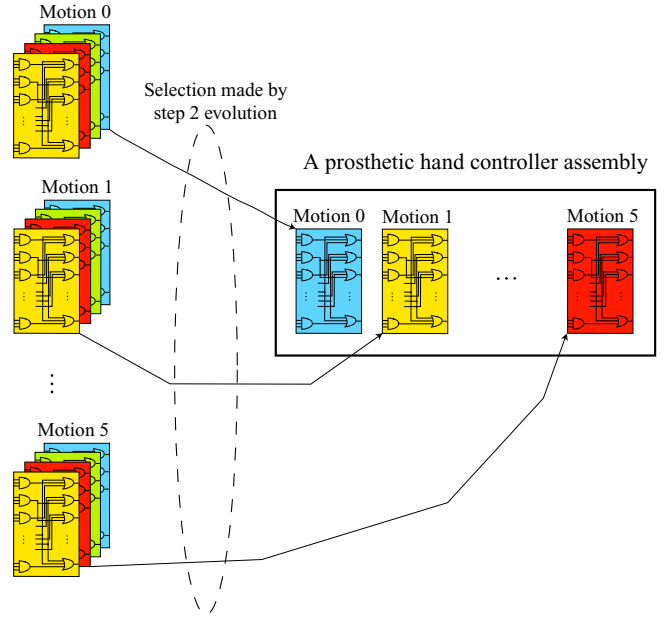 Motion 0
Selection made by
step 2 evolution
A prosthetic hand controller assembly
Motion 1
Motion 0
Motion 1
Motion 5
...
Motion 5